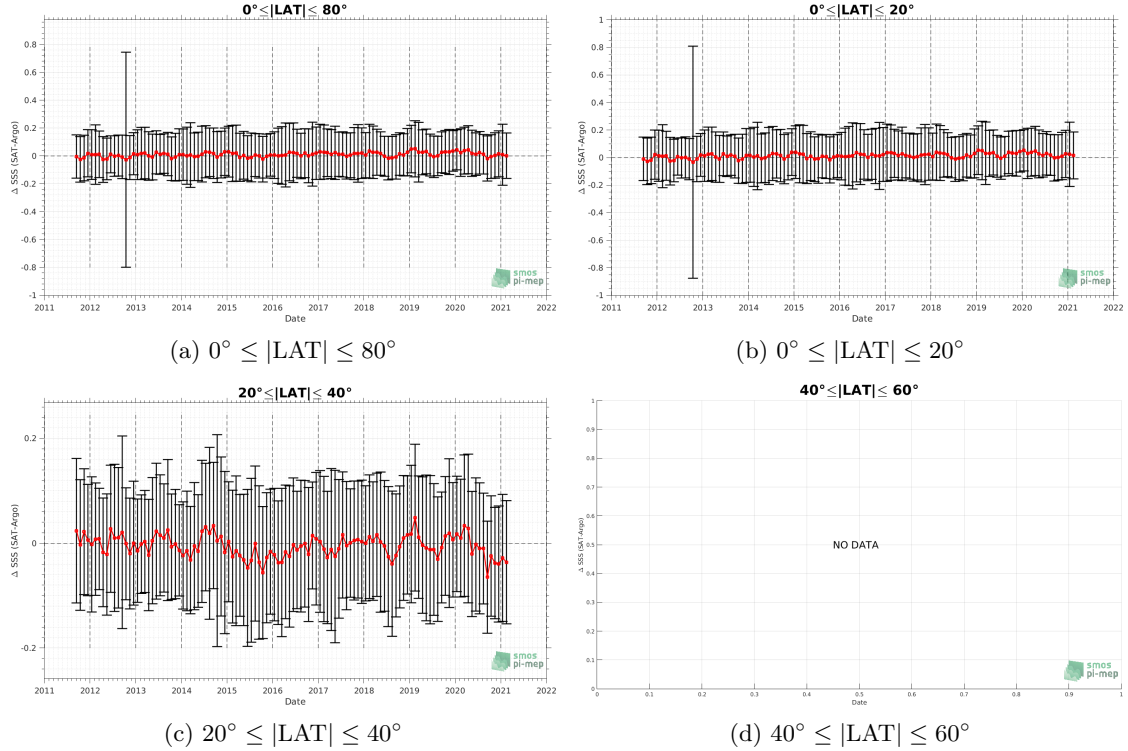 0°≤|LAT|≤ 80°
Δ SSS (SAT-Argo)
0.8
0.6
0.4
0.2
0
-0.2
-0.4
-0.6
-0.8
-1
2011 2012 2013 2014 2015 2016 2017 2018 2019 2020 2021 2022
Date
smos
pi-mep
(a) 0° ≤ |LAT| ≤ 80°
0°≤|LAT|≤ 20°
Δ SSS (SAT-Argo)
1
0.8
0.6
0.4
0.2
0
-0.2
-0.4
-0.6
-0.8
-1
2011 2012 2013 2014 2015 2016 2017 2018 2019 2020 2021 2022
Date
smos
pi-mep
(b) 0° ≤ |LAT| ≤ 20°
20°≤|LAT|≤ 40°
Δ SSS (SAT-Argo)
0.2
0
-0.2
2011 2012 2013 2014 2015 2016 2017 2018 2019 2020 2021 2022
Date
smos
pi-mep
(c) 20° ≤ |LAT| ≤ 40°
40°≤|LAT|≤ 60°
Δ SSS (SAT-Argo)
1
0.9
0.8
0.7
0.6
0.5
0.4
0.3
0.2
0.1
0
NO DATA
0 0.1 0.2 0.3 0.4 0.5 0.6 0.7 0.8 0.9 1
Date
smos
pi-mep
(d) 40° ≤ |LAT| ≤ 60°